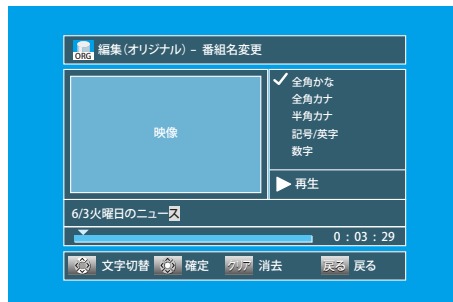 ORG 編集(オリジナル) – 番組名変更
映像
全角かな
全角カナ
半角カナ
記号/英字
数字
再生
6/3火曜日のニュース
0:03:29
文字切替 確定 クリア 消去 戻る 戻る